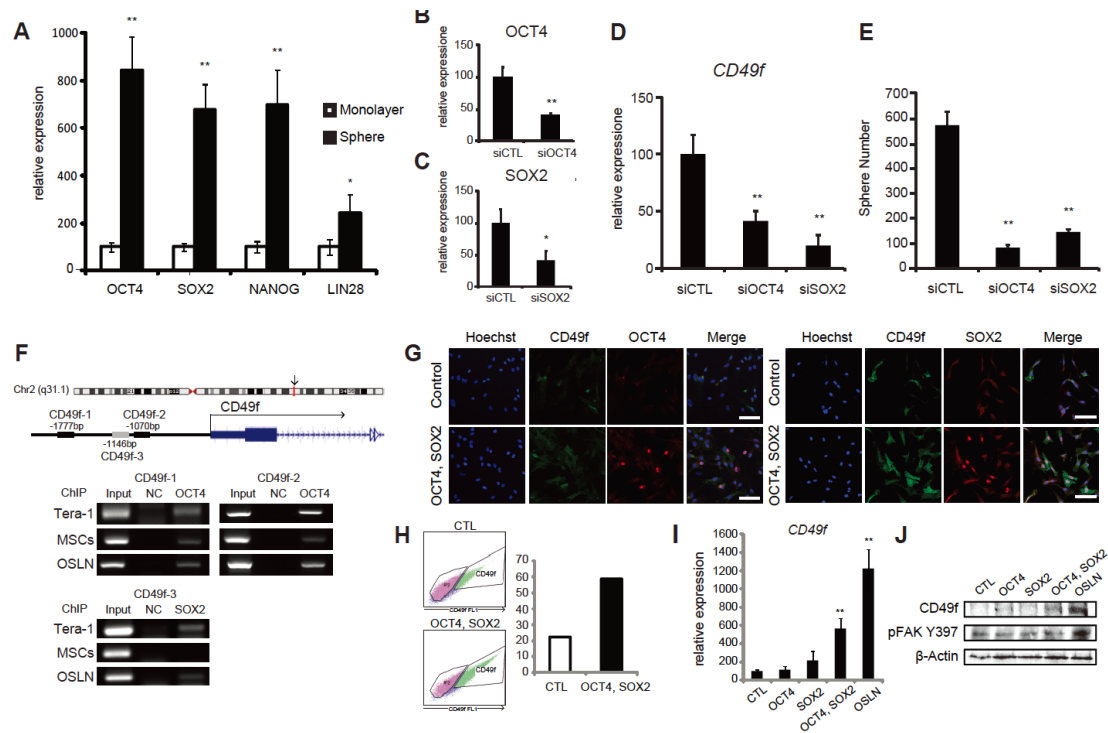 A
relative expression
1000
800
600
400
200
0
**
**
**
*
Monolayer
Sphere
OCT4 SOX2 NANOG LIN28
B
OCT4
relative expressione
150
100
50
0
**
siCTL siOCT4
C
SOX2
relative expressione
150
100
50
0
*
siCTL siSOX2
D
CD49f
relative expressione
150
100
50
0
**
**
siCTL siOCT4 siSOX2
E
Sphere Number
700
600
500
400
300
200
100
0
**
**
siCTL siOCT4 siSOX2
F
Chr2 (q31.1)
CD49f-1
-1777bp
CD49f-2
-1070bp
CD49f
-1146bp
CD49f-3
CD49f-1 CD49f-2
ChIP Input NC OCT4 Input NC OCT4
Tera-1
MSCs
OSLN
CD49f-3
ChIP Input NC SOX2
Tera-1
MSCs
OSLN
G
Hoechst CD49f OCT4 Merge Hoechst CD49f SOX2 Merge
Control
OCT4, SOX2
Control
OCT4, SOX2
H
CTL
CD49f
CD49f FL1
OCT4, SOX2
CD49f
CD49f FL1
70
60
50
40
30
20
10
0
CTL OCT4, SOX2
I
CD49f
relative expression
1600
1400
1200
1000
800
600
400
200
0
**
**
CTL
OCT4
SOX2
OCT4, SOX2
OSLN
J
CTL
OCT4
SOX2
OCT4, SOX2
OSLN
CD49f
pFAK Y397
β-Actin